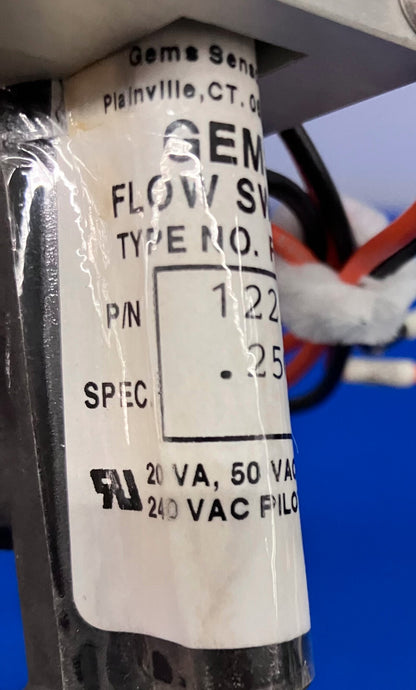 Gems Sens
Plainville, CT. 0
GEM
FLOW SW
TYPE NO. F
P/N 122
SPEC. .25
20 VA, 50 VAC
240 VAC PILO